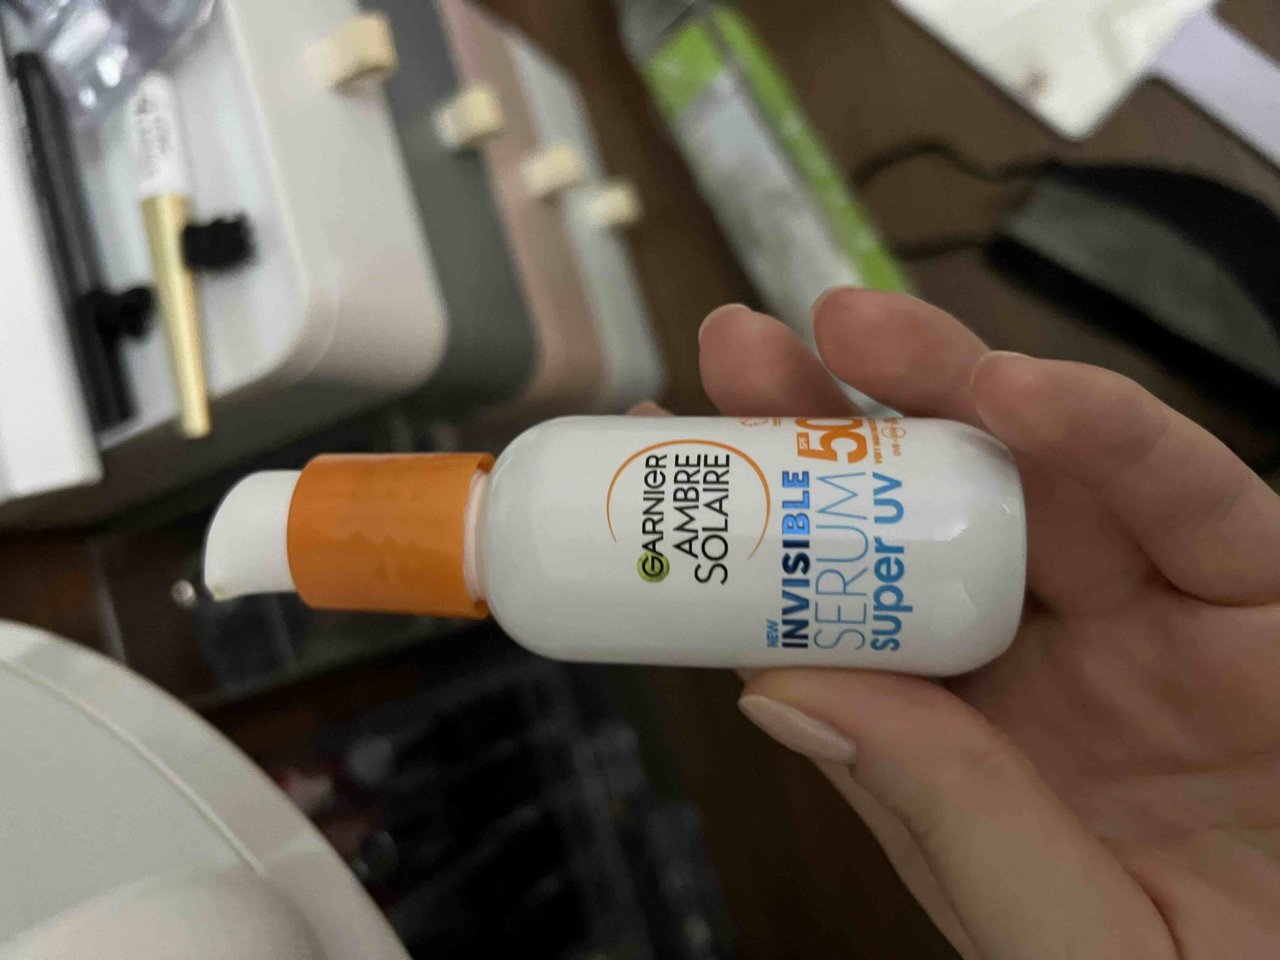 GARNIER
AMBRE
SOLAIRE
NEW
INVISIBLE
SERUM
super uv
SPF
50